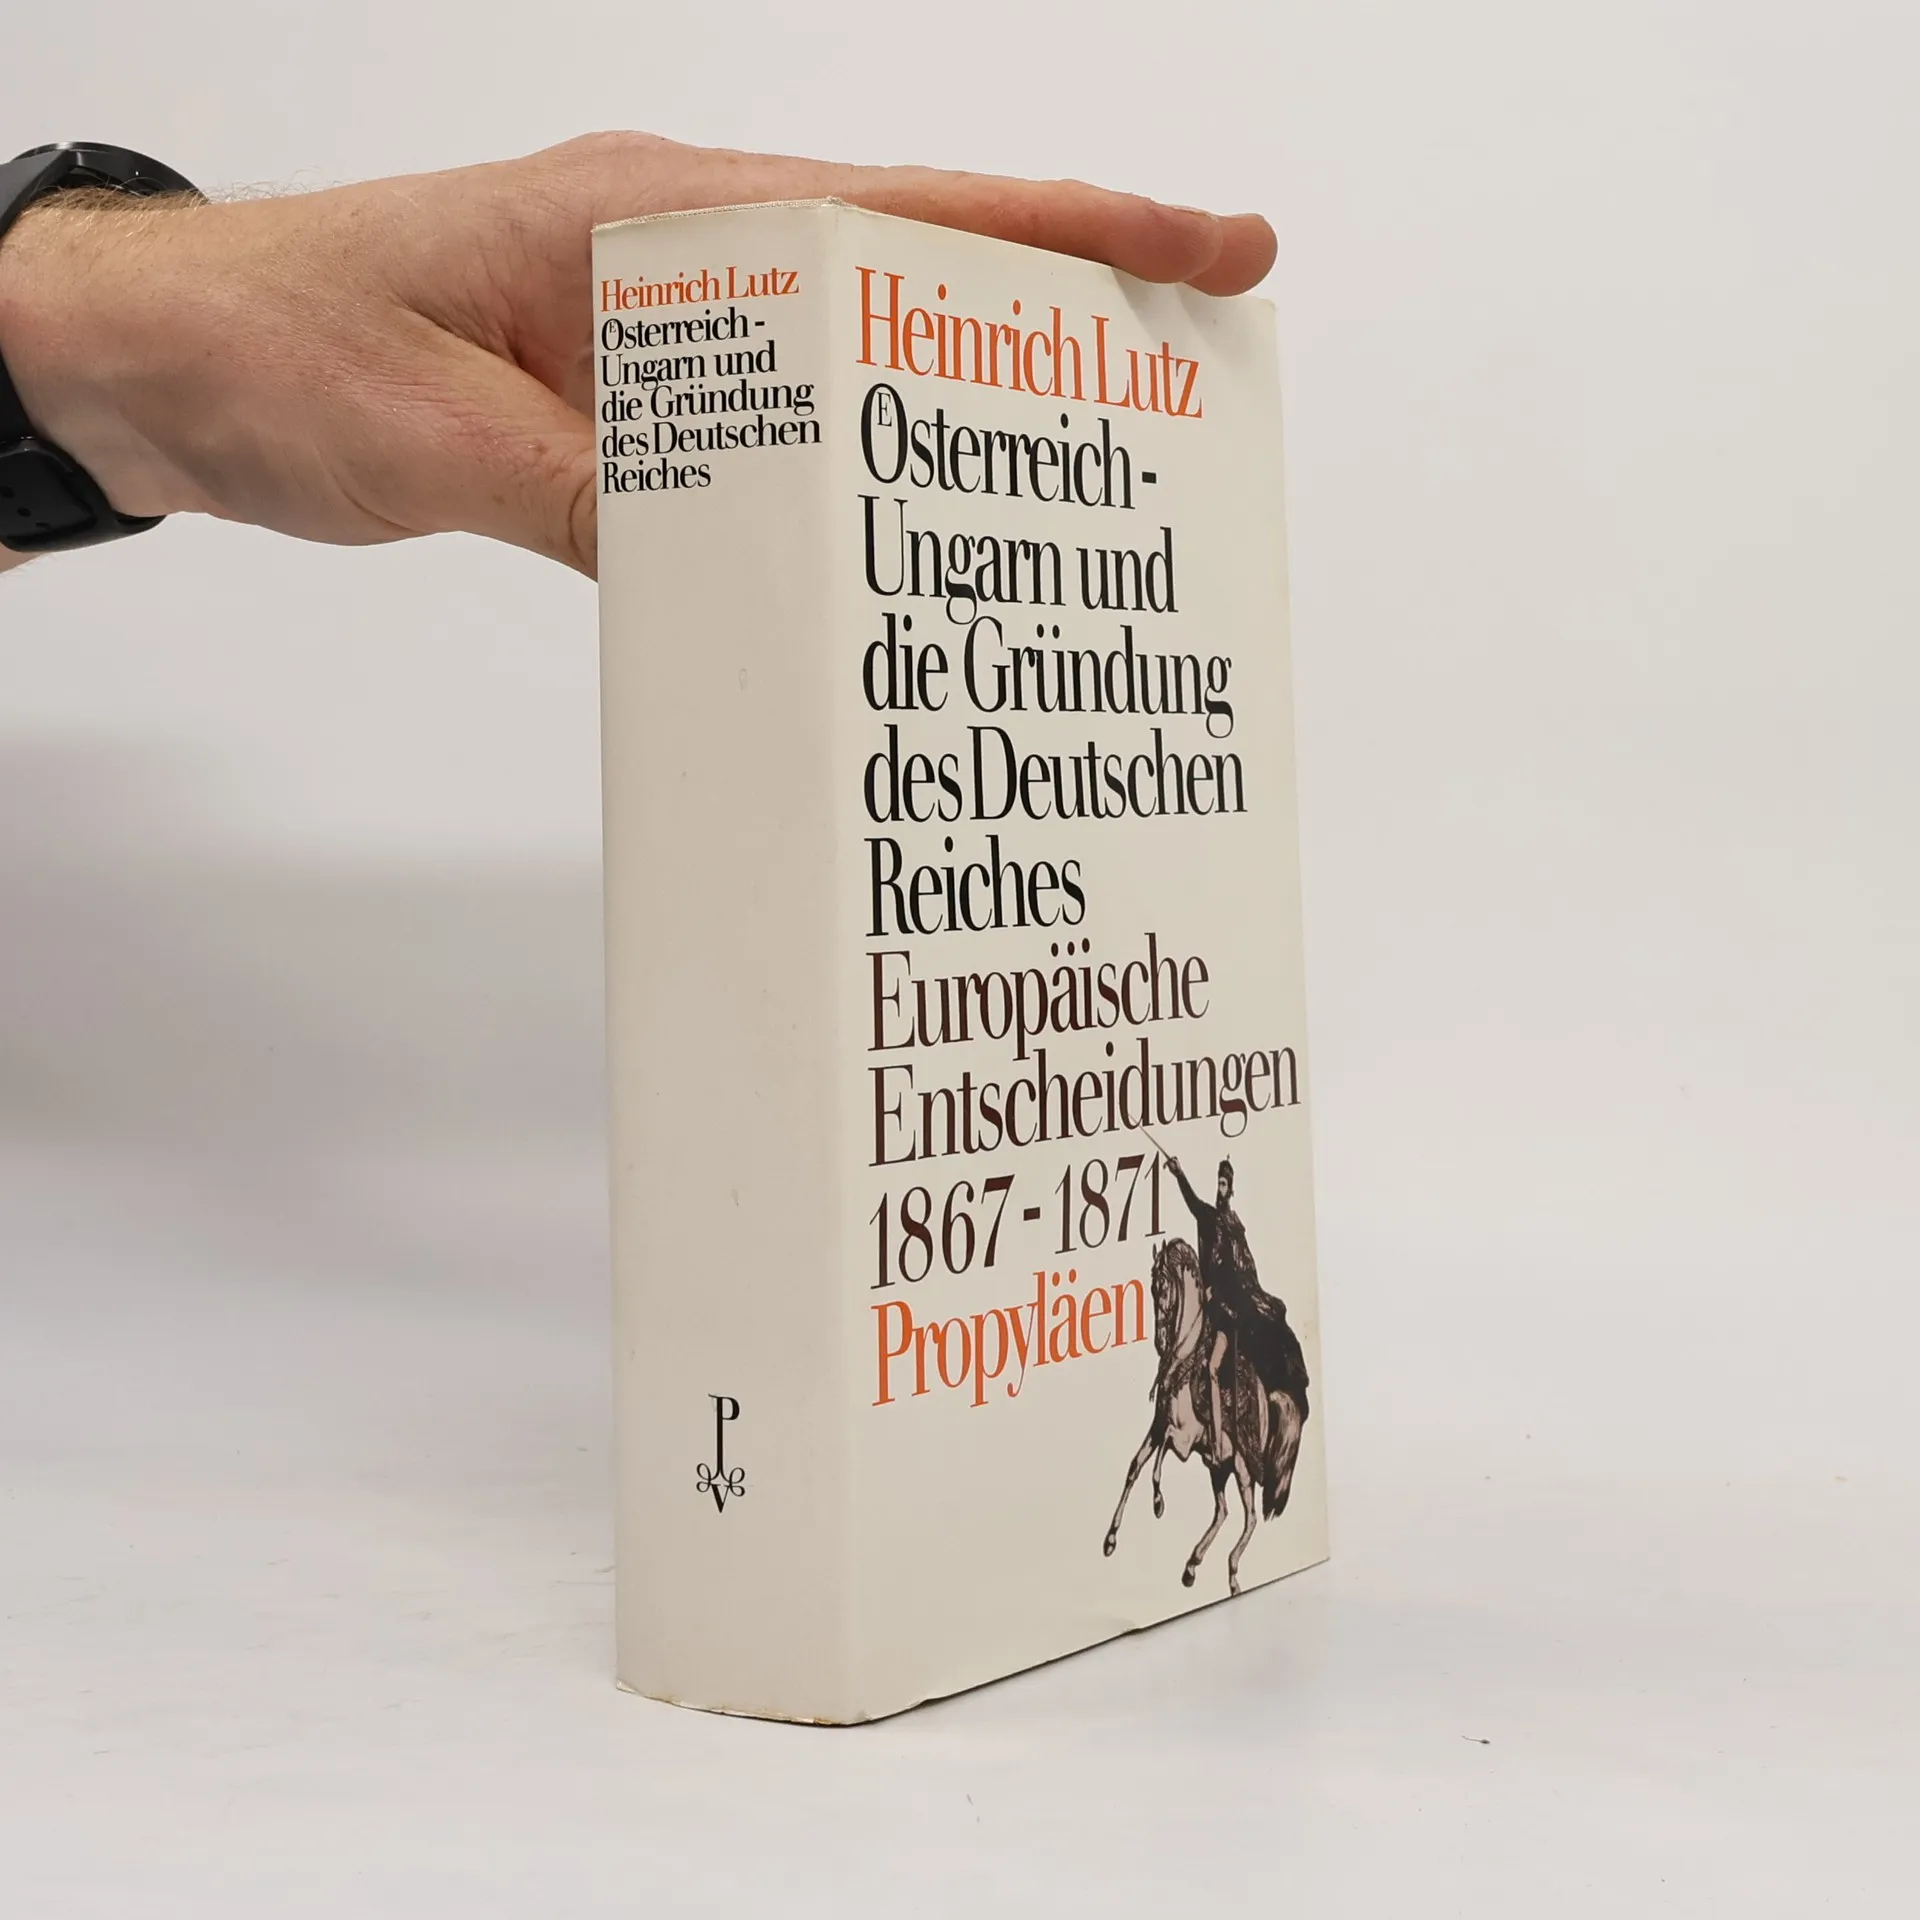 Heinrich Lutz
Österreich-
Ungarn und
die Gründung
des Deutschen
Reiches
P
V
Heinrich Lutz
Österreich-
Ungarn und
die Gründung
des Deutschen
Reiches
Europäische
Entscheidungen
1867-1871
Propyläen